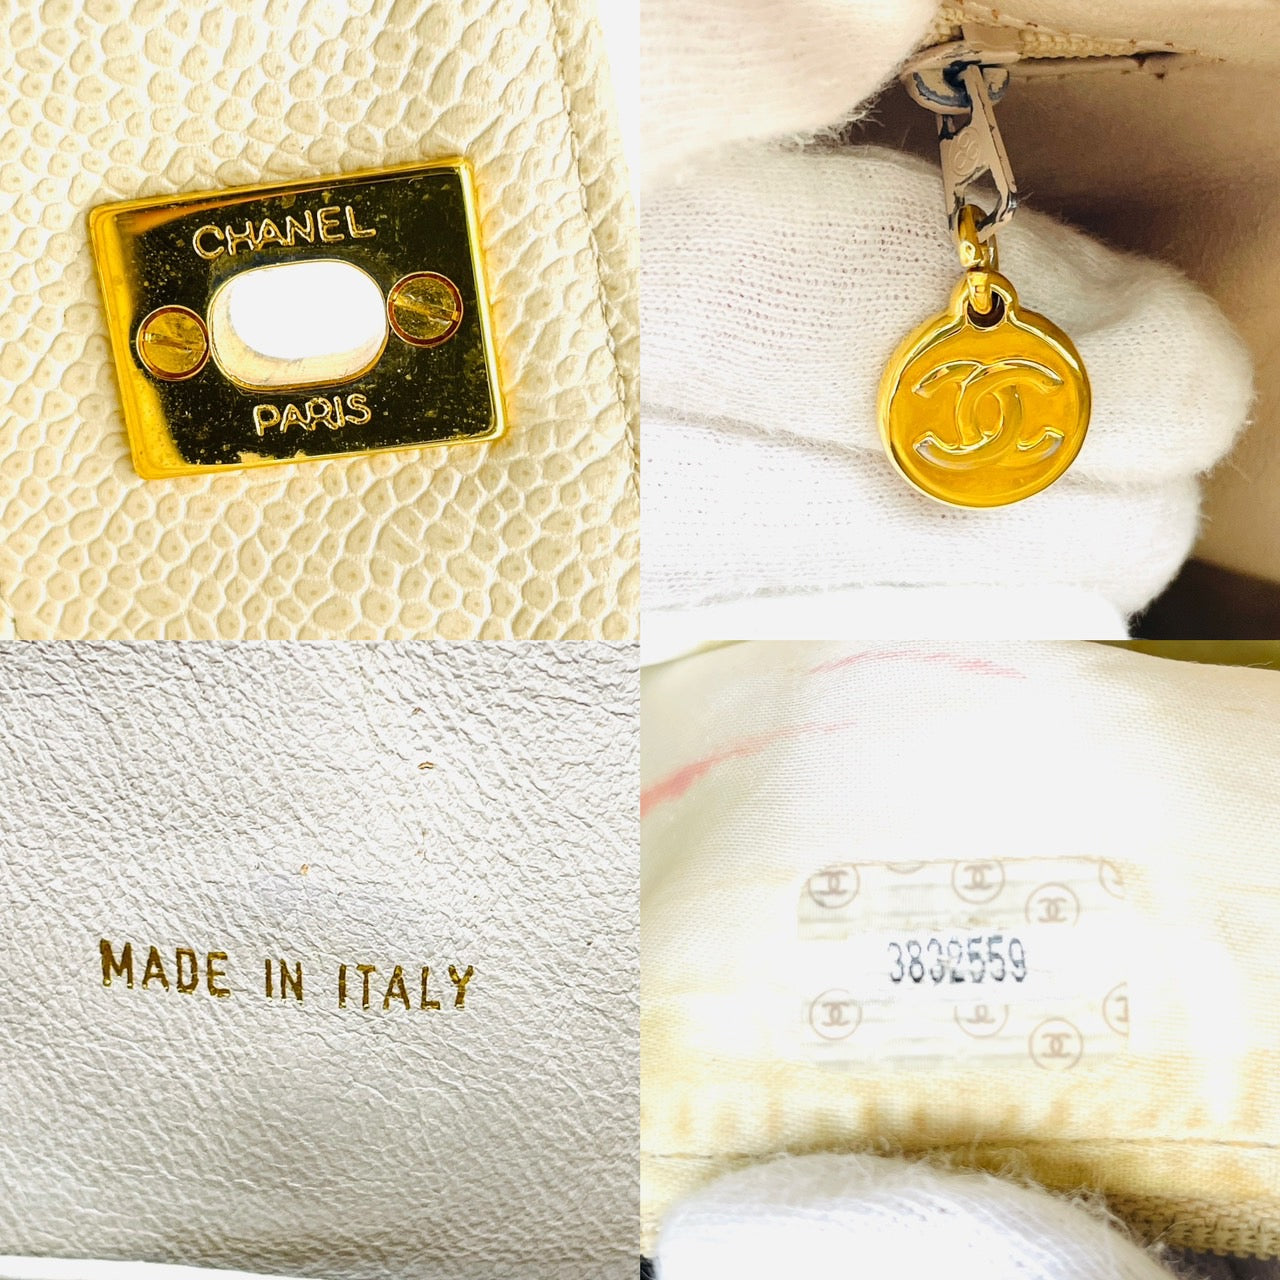 CHANEL
PARIS
MADE IN ITALY
3832559